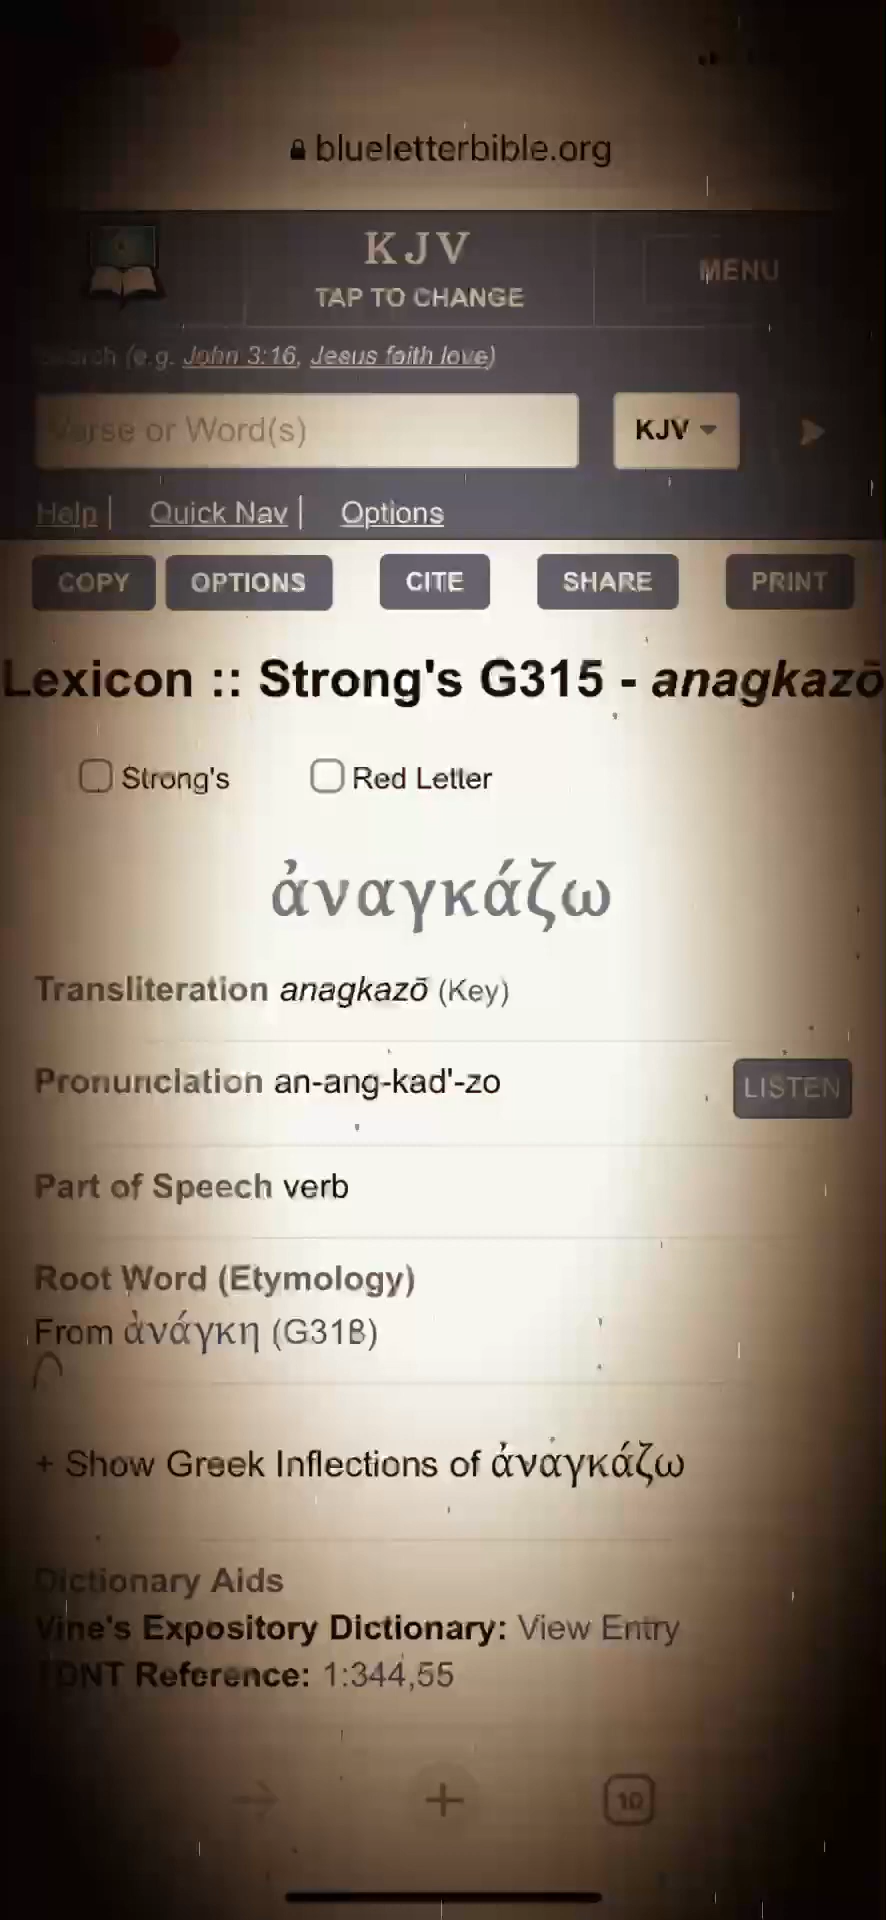 blueletterbible.org
KJV
TAP TO CHANGE
MENU
Search (e.g. John 3:16, Jesus faith love)
Verse or Word(s)
KJV
Help | Quick Nav | Options
COPY OPTIONS CITE SHARE PRINT
Lexicon :: Strong's G315 - anagkazō
Strong's Red Letter
ἀναγκάζω
Transliteration anagkazō (Key)
Pronunciation an-ang-kad'-zo
LISTEN
Part of Speech verb
Root Word (Etymology)
From ἀνάγκη (G318)
+ Show Greek Inflections of ἀναγκάζω
Dictionary Aids
Vine's Expository Dictionary: View Entry
TDNT Reference: 1:344,55
10